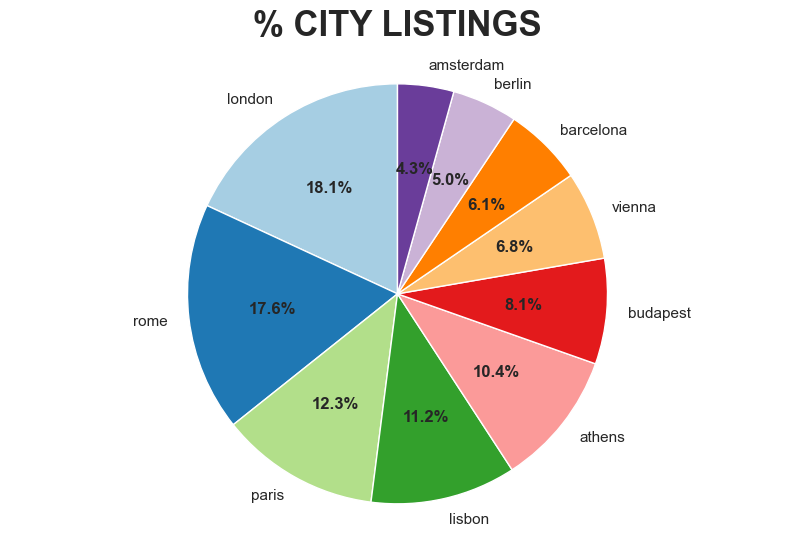 % CITY LISTINGS
amsterdam
berlin
london
barcelona
4.3%
5.0%
18.1%
6.1%
vienna
6.8%
17.6%
8.1%
budapest
rome
10.4%
12.3%
11.2%
athens
paris
lisbon